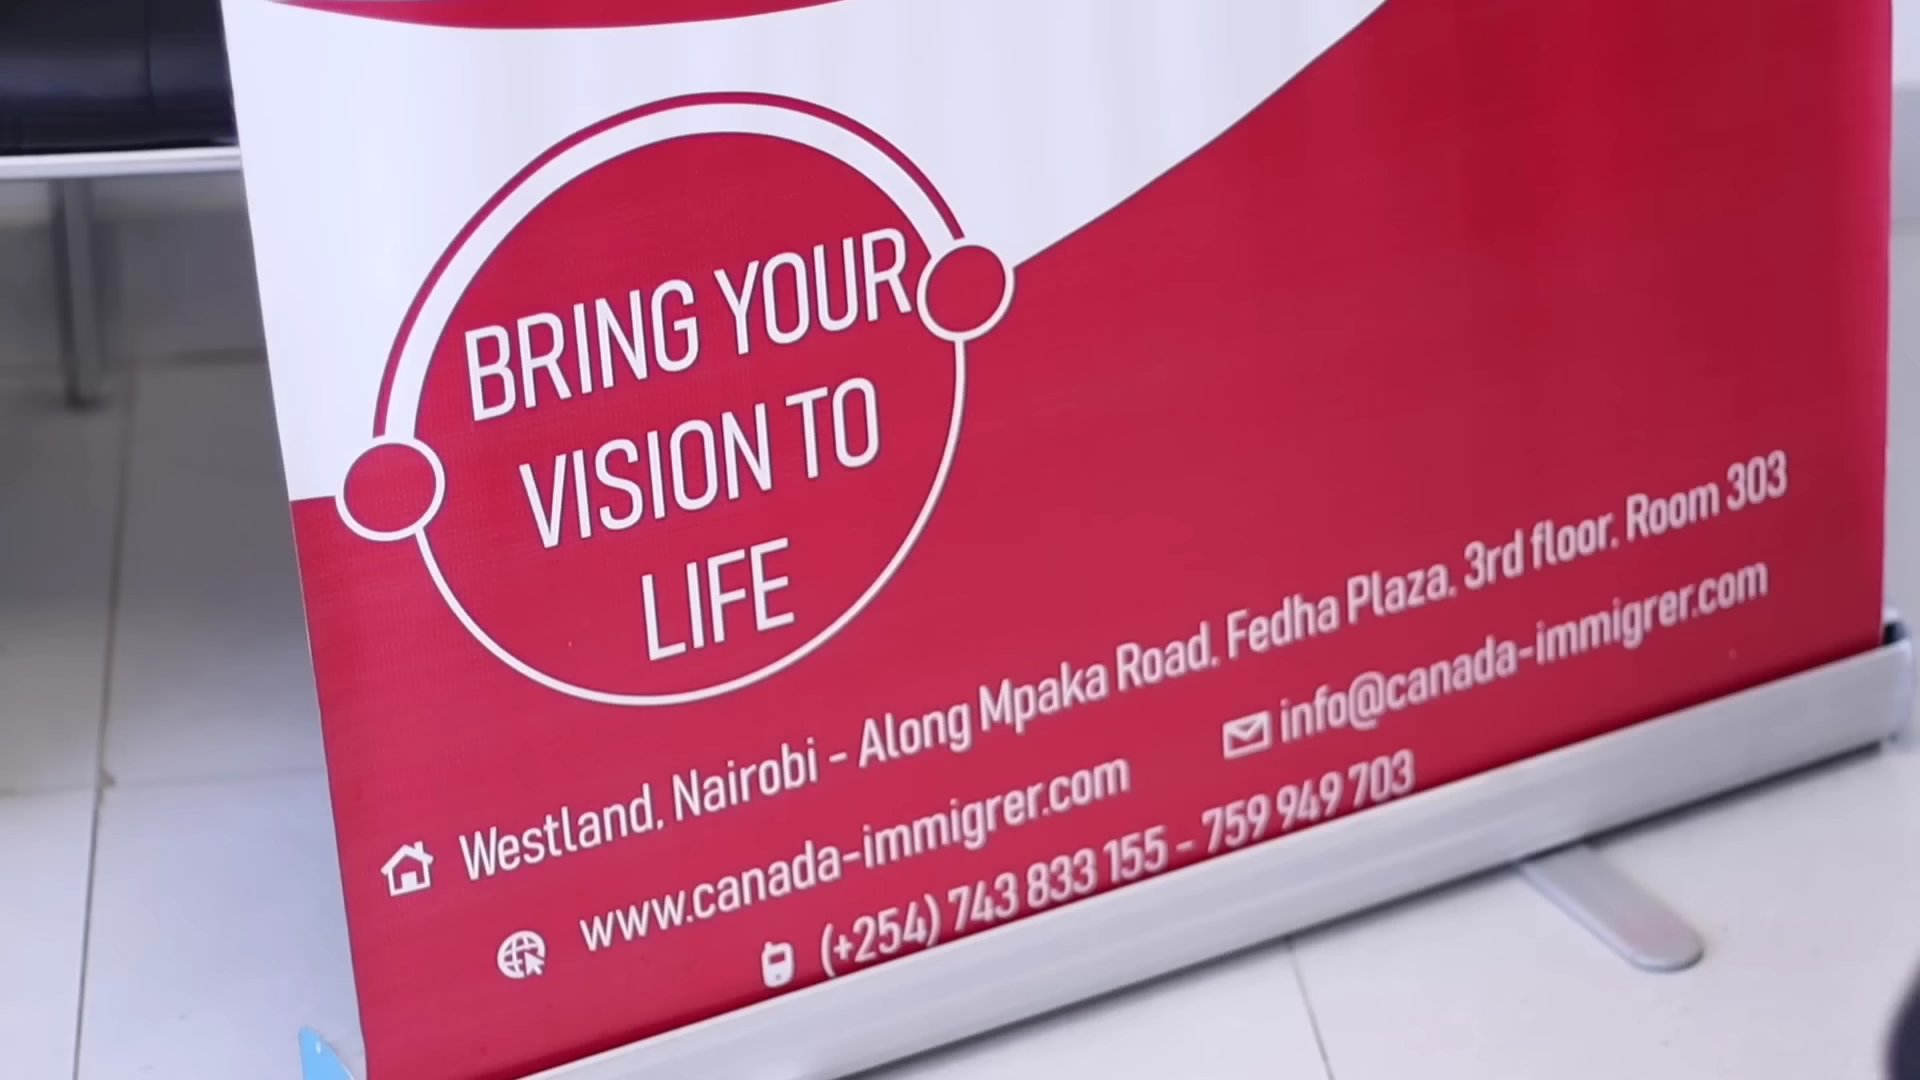 BRING YOUR
VISION TO
LIFE
Westland, Nairobi - Along Mpaka Road, Fedha Plaza, 3rd floor, Room 303
www.canada-immigrer.com
info@canada-immigrer.com
(+254) 743 833 155 - 759 949 703